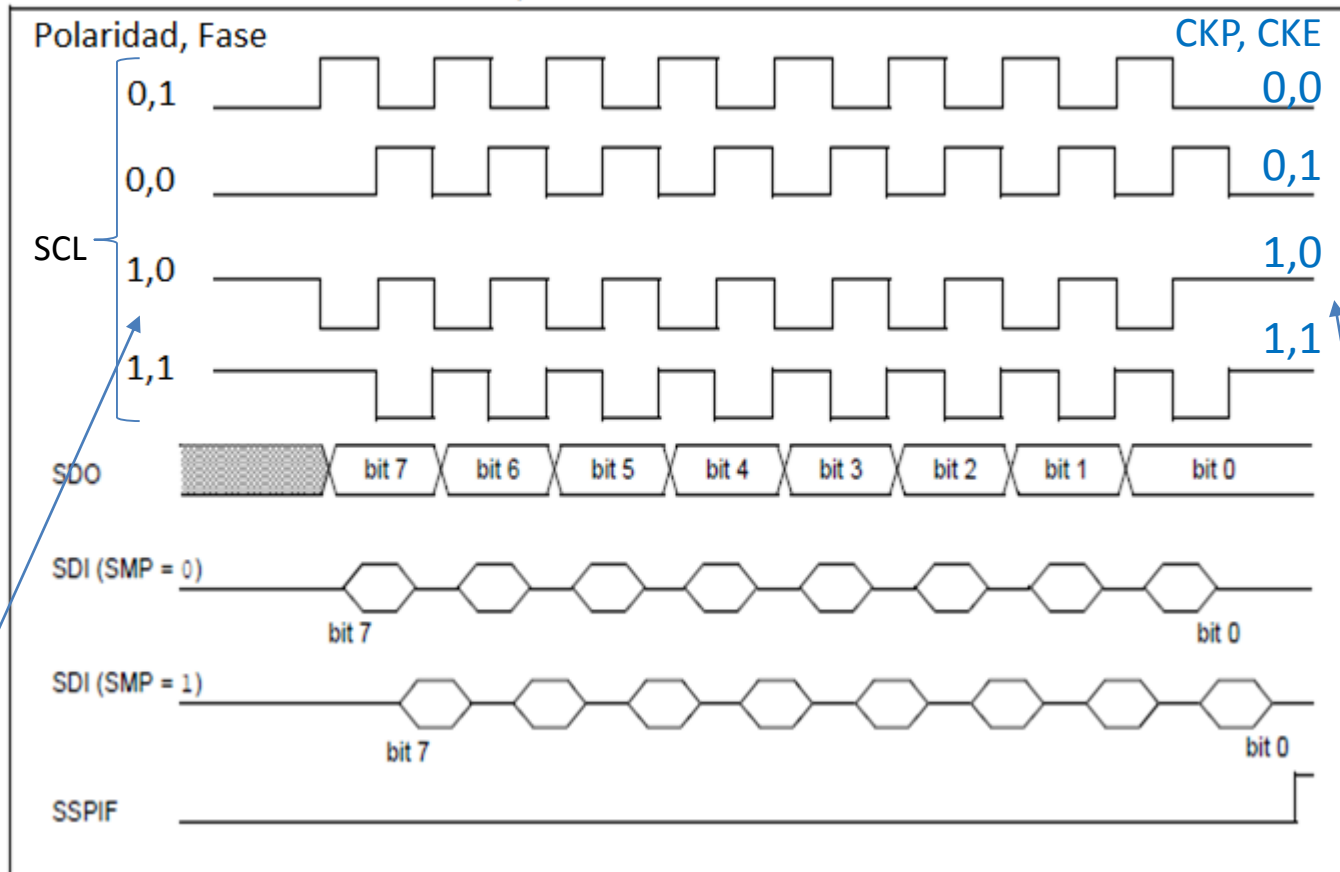 Polaridad, Fase
CKP, CKE
0,1
0,0
0,0
0,1
SCL
1,0
1,0
1,1
1,1
SDO
bit 7
bit 6
bit 5
bit 4
bit 3
bit 2
bit 1
bit 0
SDI (SMP = 0)
bit 7
bit 0
SDI (SMP = 1)
bit 7
bit 0
SSPIF